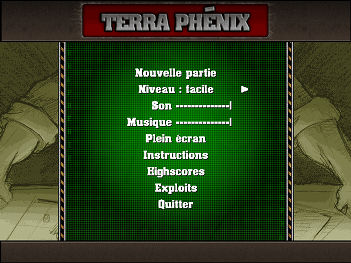 TERRA PHÉNIX
Nouvelle partie
Niveau : facile
Son --------------|
Musique --------------|
Plein écran
Instructions
Highscores
Exploits
Quitter